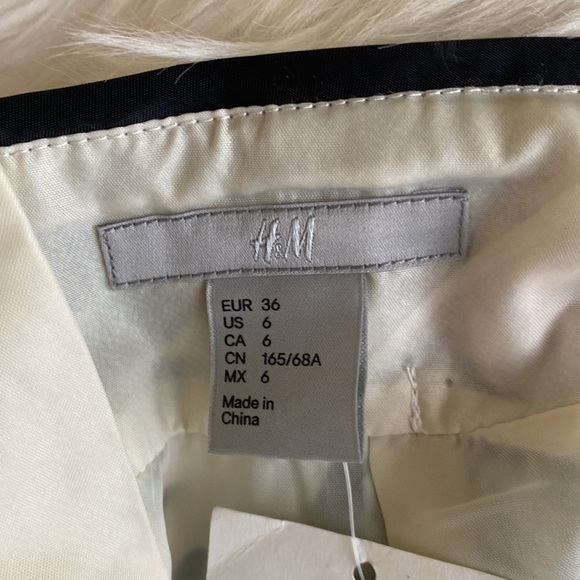 H&M
EUR 36
US 6
CA 6
CN 165/68A
MX 6
Made in
China